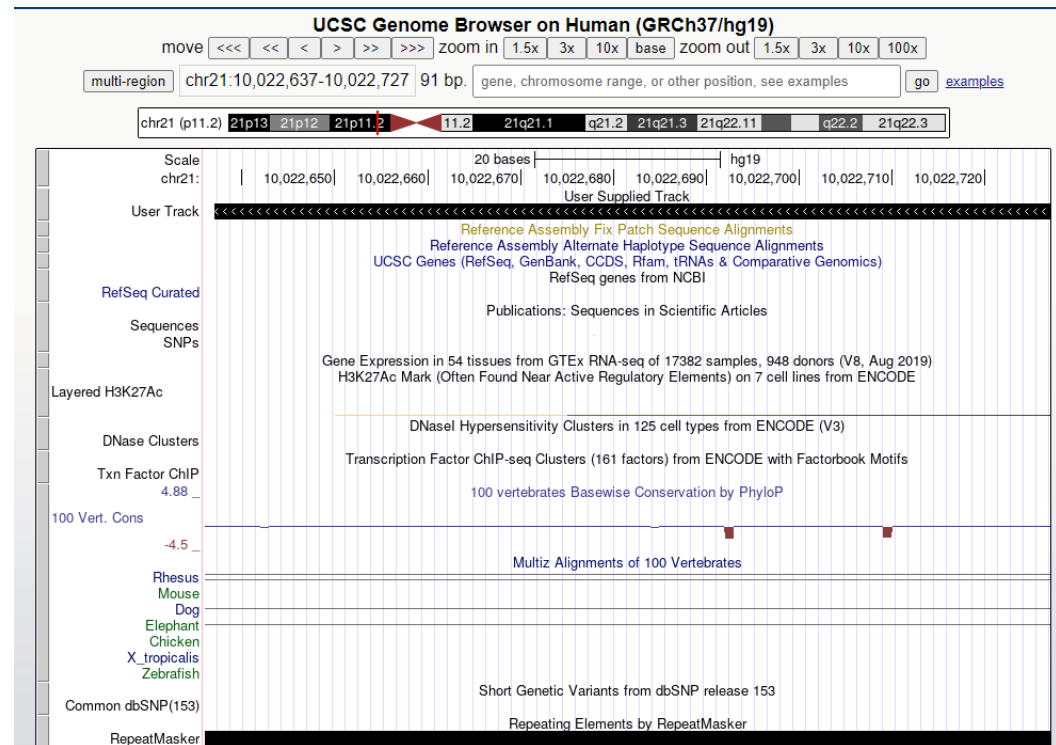 UCSC Genome Browser on Human (GRCh37/hg19)
move <<< << < > >> >>> zoom in 1.5x 3x 10x base zoom out 1.5x 3x 10x 100x
multi-region chr21:10,022,637-10,022,727 91 bp. gene, chromosome range, or other position, see examples go examples
chr21 (p11.2) 21p13 21p12 21p11.2 11.2 21q21.1 q21.2 21q21.3 21q22.11 q22.2 21q22.3
Scale 20 bases hg19
chr21: 10,022,650 10,022,660 10,022,670 10,022,680 10,022,690 10,022,700 10,022,710 10,022,720
User Supplied Track
User Track
Reference Assembly Fix Patch Sequence Alignments
Reference Assembly Alternate Haplotype Sequence Alignments
UCSC Genes (RefSeq, GenBank, CCDS, Rfam, tRNAs & Comparative Genomics)
RefSeq genes from NCBI
RefSeq Curated
Publications: Sequences in Scientific Articles
Sequences
SNPs
Gene Expression in 54 tissues from GTEx RNA-seq of 17382 samples, 948 donors (V8, Aug 2019)
H3K27Ac Mark (Often Found Near Active Regulatory Elements) on 7 cell lines from ENCODE
Layered H3K27Ac
DNaseI Hypersensitivity Clusters in 125 cell types from ENCODE (V3)
DNase Clusters
Transcription Factor ChIP-seq Clusters (161 factors) from ENCODE with Factorbook Motifs
Txn Factor ChIP
4.88 _ 100 vertebrates Basewise Conservation by PhyloP
100 Vert. Cons
-4.5 _
Multiz Alignments of 100 Vertebrates
Rhesus
Mouse
Dog
Elephant
Chicken
X_tropicalis
Zebrafish
Short Genetic Variants from dbSNP release 153
Common dbSNP(153)
Repeating Elements by RepeatMasker
RepeatMasker